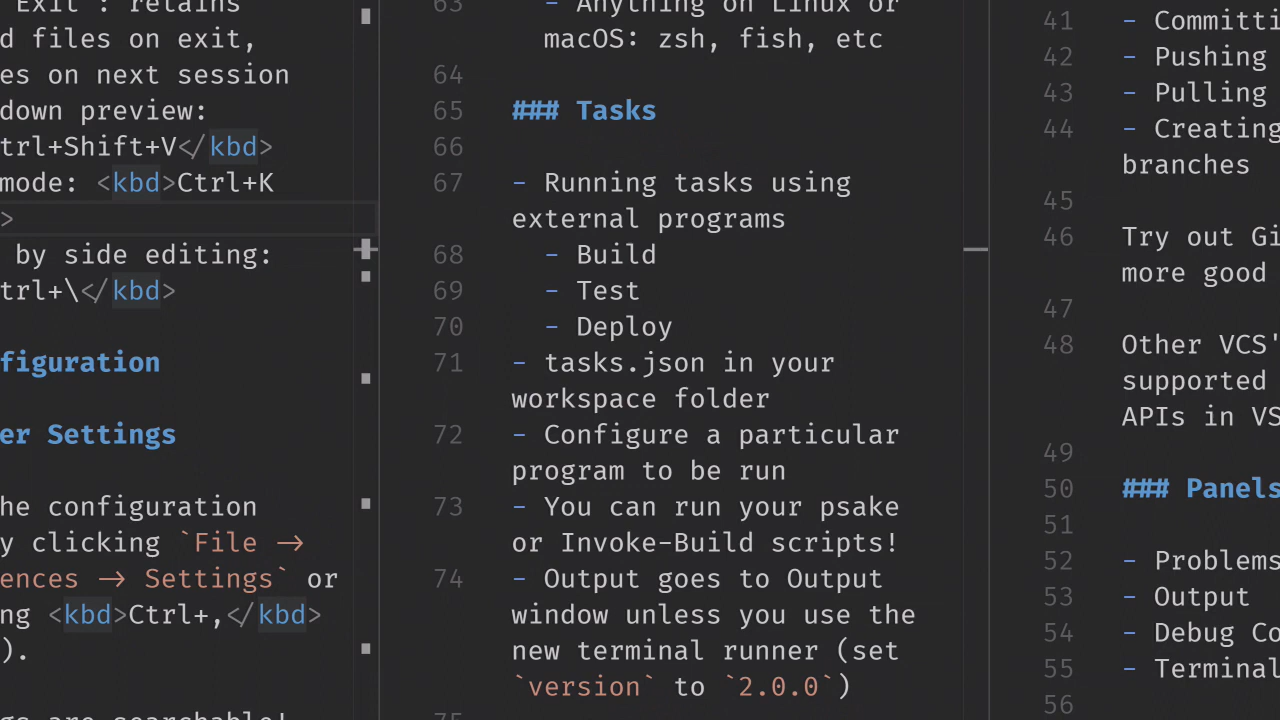 Exit`: retains
d files on exit,
es on next session
down preview:
trl+Shift+V</kbd>
mode: <kbd>Ctrl+K
>
by side editing:
trl+\</kbd>
figuration
er Settings
he configuration
y clicking `File ->
ences -> Settings` or
ng <kbd>Ctrl+,</kbd>
).
gs are searchable!
63 - Anything on Linux or
macOS: zsh, fish, etc
64
65 ### Tasks
66
67 - Running tasks using
external programs
68 - Build
69 - Test
70 - Deploy
71 - tasks.json in your
workspace folder
72 - Configure a particular
program to be run
73 - You can run your psake
or Invoke-Build scripts!
74 - Output goes to Output
window unless you use the
new terminal runner (set
`version` to `2.0.0`)
75
41 - Committi
42 - Pushing
43 - Pulling
44 - Creating
branches
45
46 Try out Gi
more good
47
48 Other VCS'
supported
APIs in VS
49
50 ### Panels
51
52 - Problems
53 - Output
54 - Debug Co
55 - Terminal
56